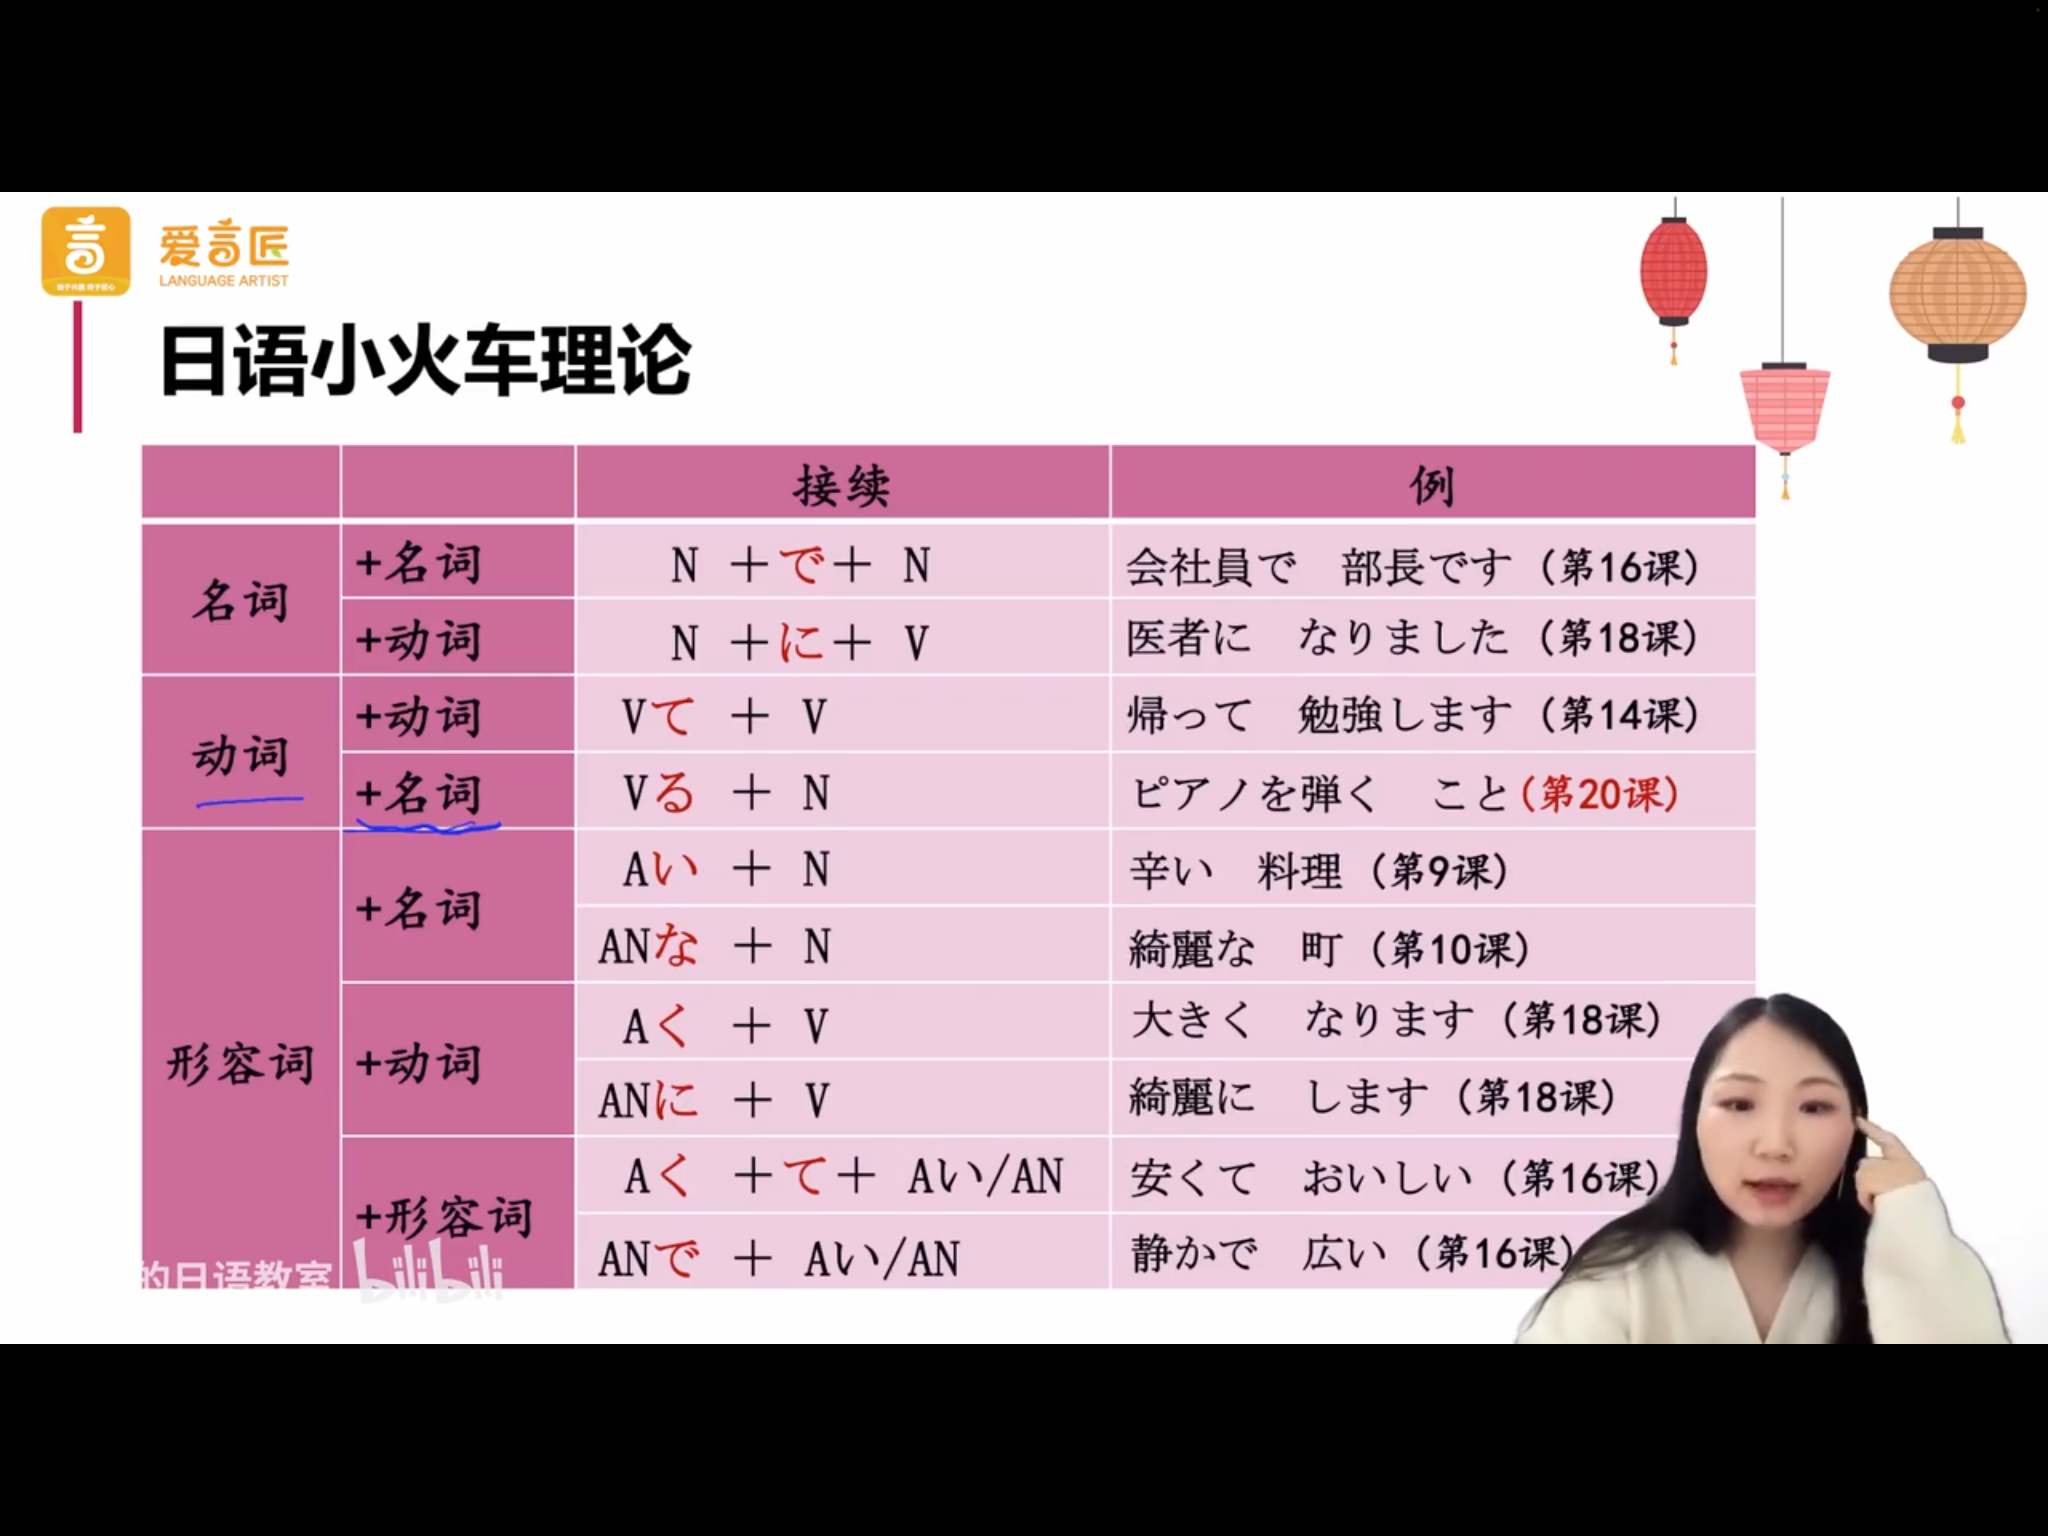 言
爱言匠
LANGUAGE ARTIST
日语小火车理论
接续 例
名词 +名词 N +で+ N 会社員で 部長です(第16课)
+动词 N +に+ V 医者に なりました(第18课)
动词 +动词 Vて + V 帰って 勉強します(第14课)
+名词 Vる + N ピアノを弾く こと(第20课)
形容词 +名词 Aい + N 辛い 料理(第9课)
ANな + N 綺麗な 町(第10课)
+动词 Aく + V 大きく なります(第18课)
ANに + V 綺麗に します(第18课)
+形容词 Aく +て+ Aい/AN 安くて おいしい(第16课)
ANで + Aい/AN 静かで 広い(第16课)
的日语教室 bilibili